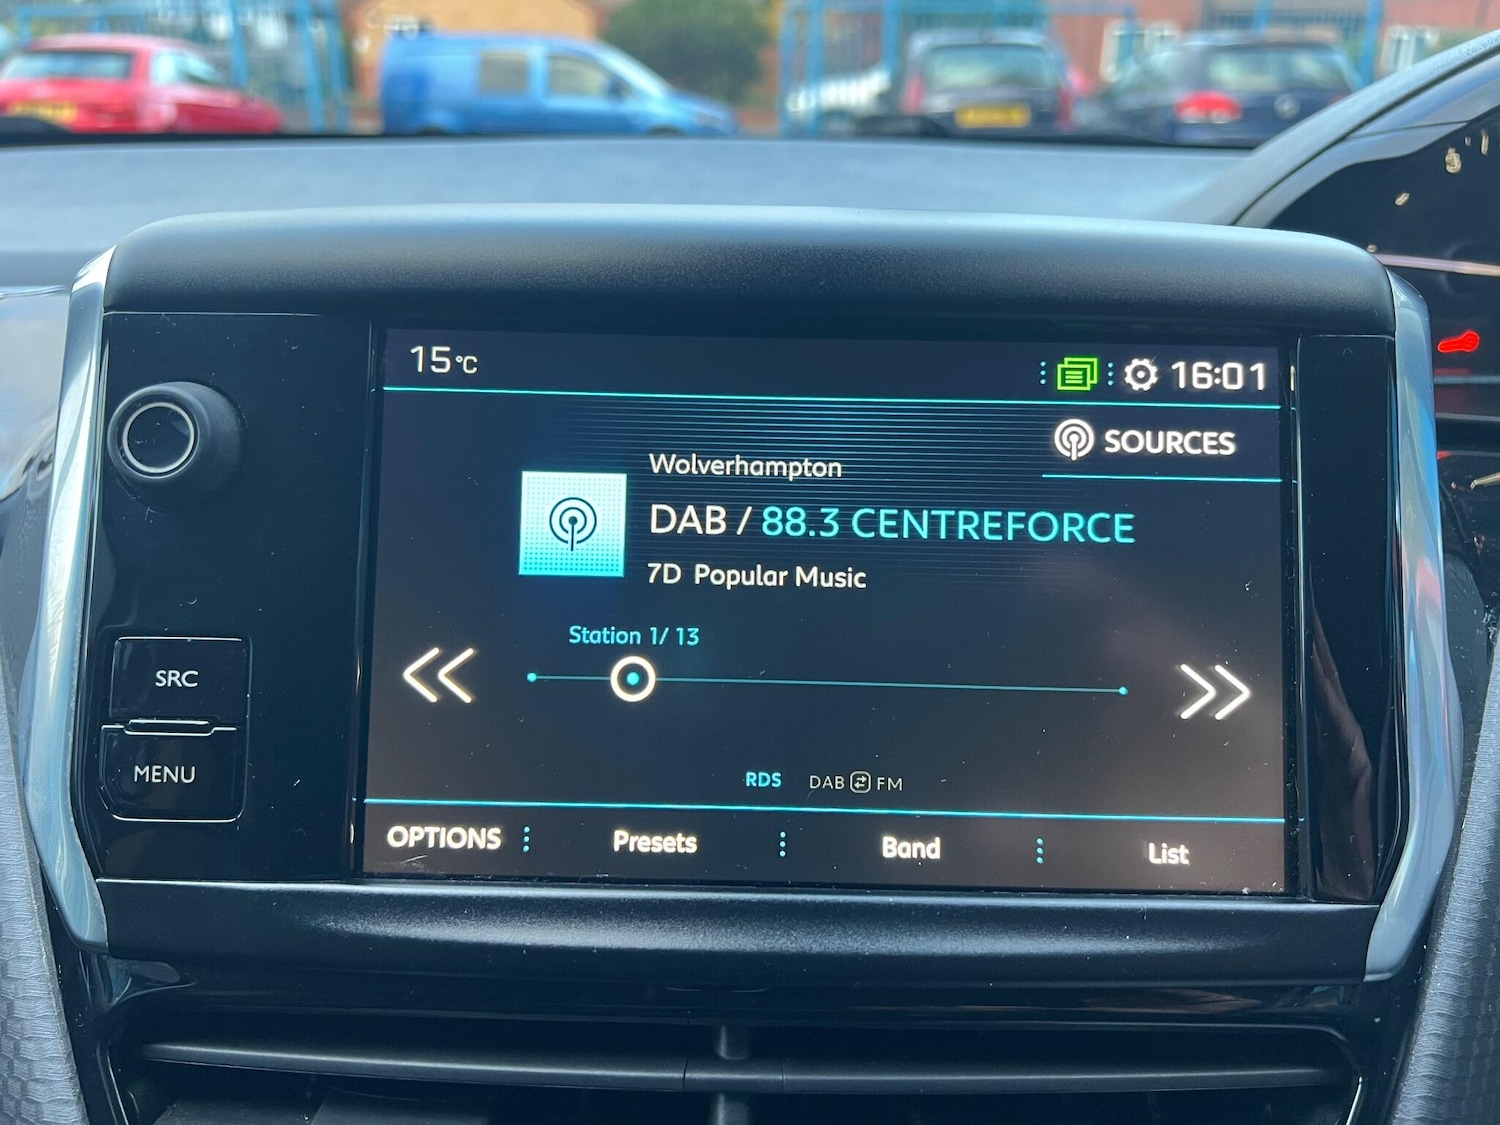 15°C
16:01
SOURCES
Wolverhampton
DAB / 88.3 CENTREFORCE
7D Popular Music
Station 1/ 13
SRC
MENU
RDS DAB FM
OPTIONS Presets Band List